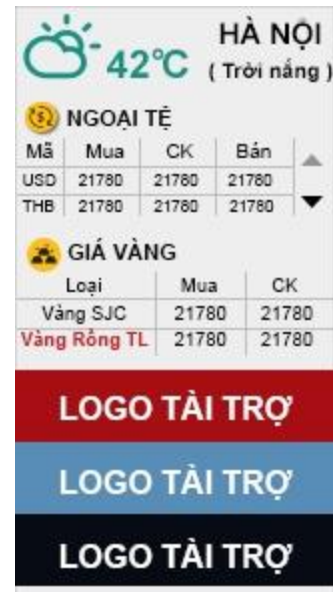 HÀ NỘI
42°C
( Trời nắng )
NGOẠI TỆ
Mã Mua CK Bán
USD 21780 21780 21780
THB 21780 21780 21780
GIÁ VÀNG
Loại Mua CK
Vàng SJC 21780 21780
Vàng Rồng TL 21780 21780
LOGO TÀI TRỢ
LOGO TÀI TRỢ
LOGO TÀI TRỢ